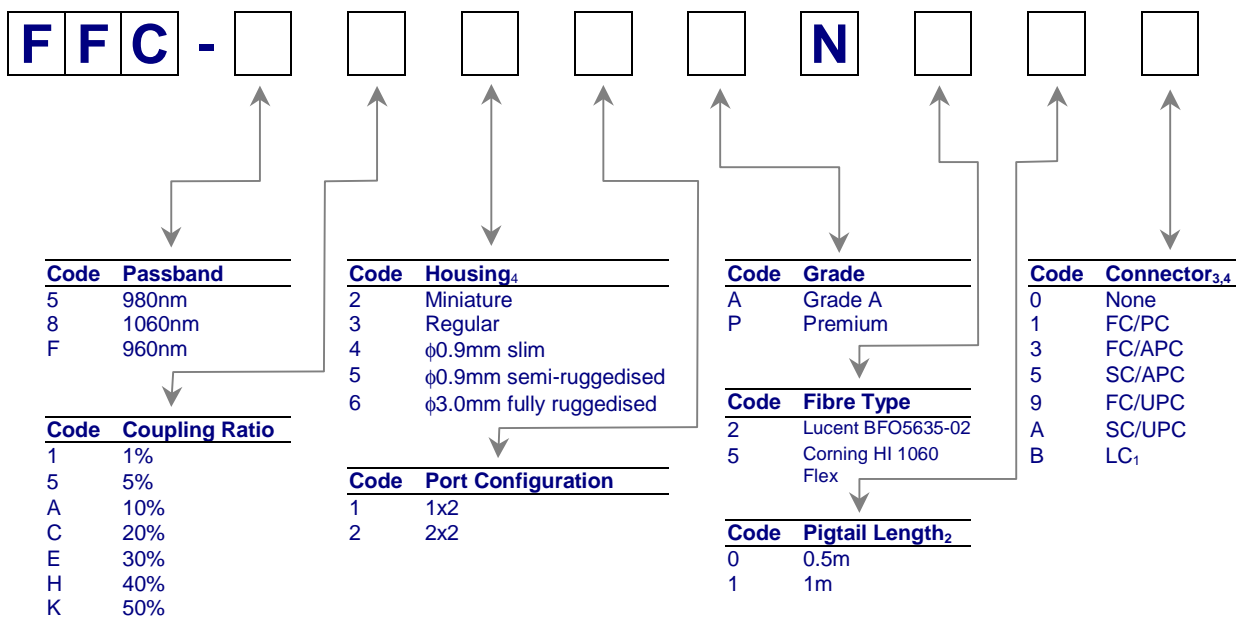 FFC- N
Code Passband
5 980nm
8 1060nm
F 960nm
Code Coupling Ratio
1 1%
5 5%
A 10%
C 20%
E 30%
H 40%
K 50%
Code Housing4
2 Miniature
3 Regular
4 ϕ0.9mm slim
5 ϕ0.9mm semi-ruggedised
6 ϕ3.0mm fully ruggedised
Code Port Configuration
1 1x2
2 2x2
Code Grade
A Grade A
P Premium
Code Fibre Type
2 Lucent BFO5635-02
5 Corning HI 1060
Flex
Code Pigtail Length2
0 0.5m
1 1m
Code Connector3,4
0 None
1 FC/PC
3 FC/APC
5 SC/APC
9 FC/UPC
A SC/UPC
B LC1